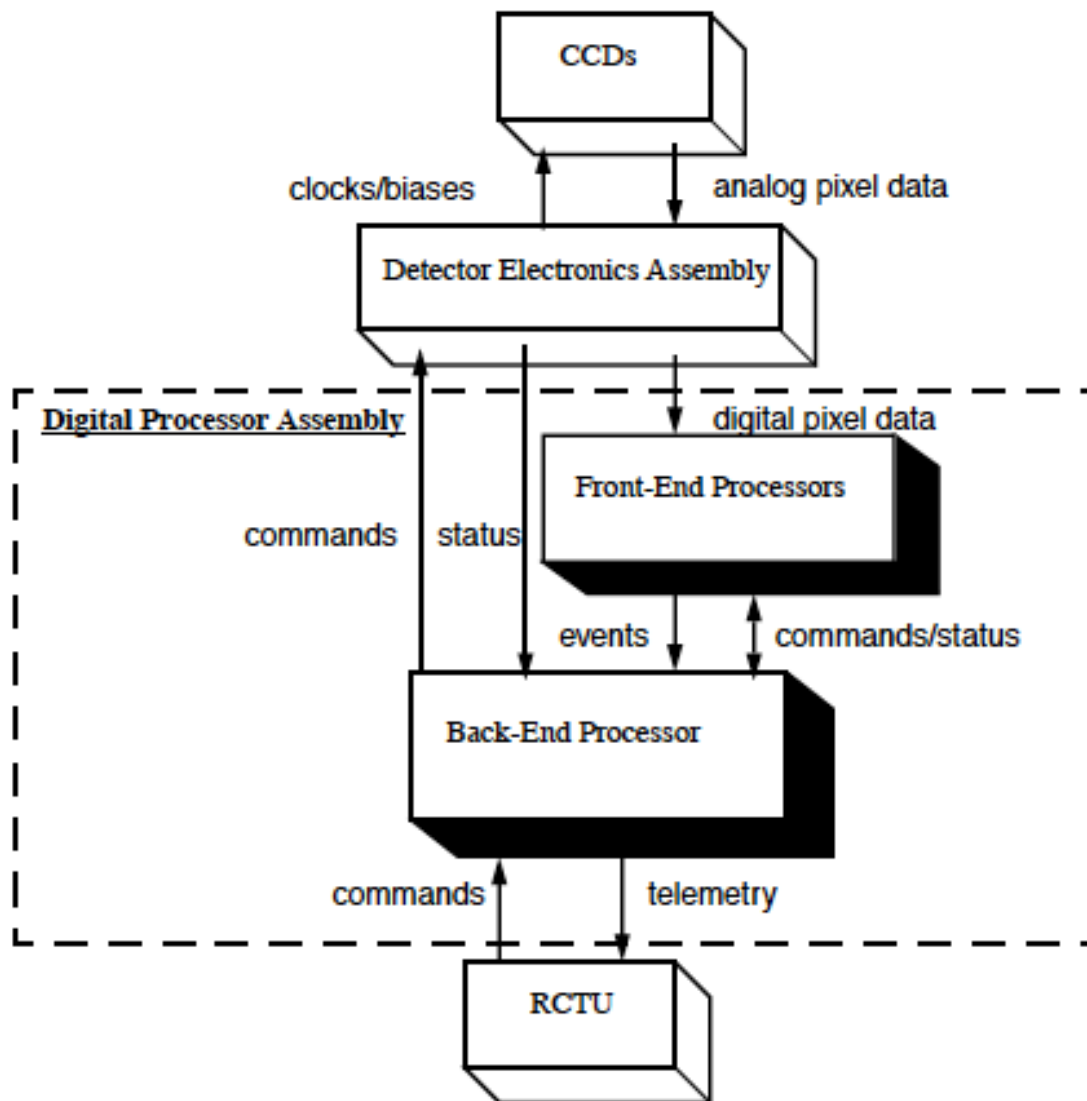 CCDs
clocks/biases
analog pixel data
Detector Electronics Assembly
Digital Processor Assembly
digital pixel data
Front-End Processors
commands
status
events
commands/status
Back-End Processor
commands
telemetry
RCTU